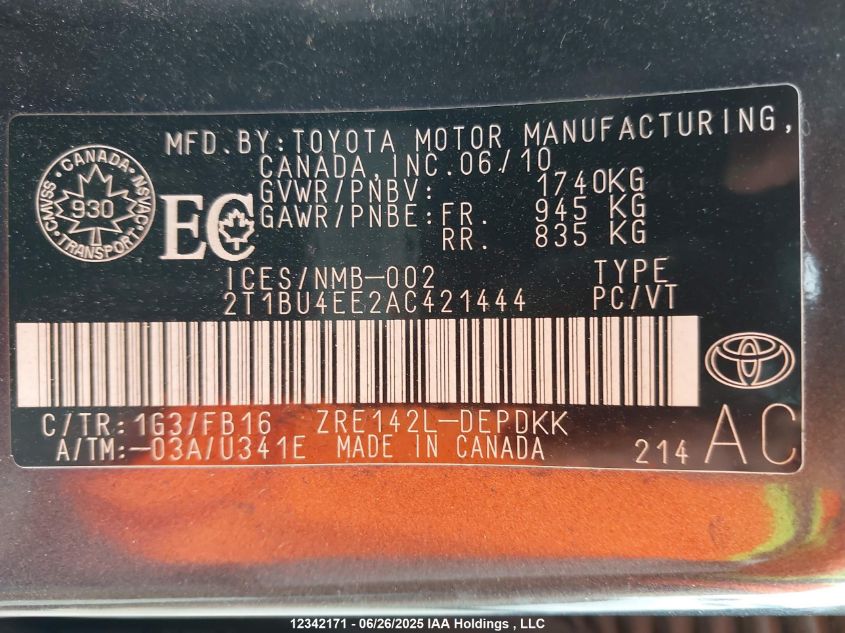 MFD.BY:TOYOTA MOTOR MANUFACTURING,
CANADA,INC.06/10
GVWR/PNBV: 1740KG
GAWR/PNBE:FR. 945 KG
RR. 835 KG
CANADA
CMVSS 930 NSVAC
TRANSPORT
EC
ICES/NMB-002 TYPE
2T1BU4EE2AC421444 PC/VT
C/TR:1G3/FB16 ZRE142L-DEPDKK
A/TM:-03A/U341E MADE IN CANADA 214 AC
12342171 - 06/26/2025 IAA Holdings , LLC